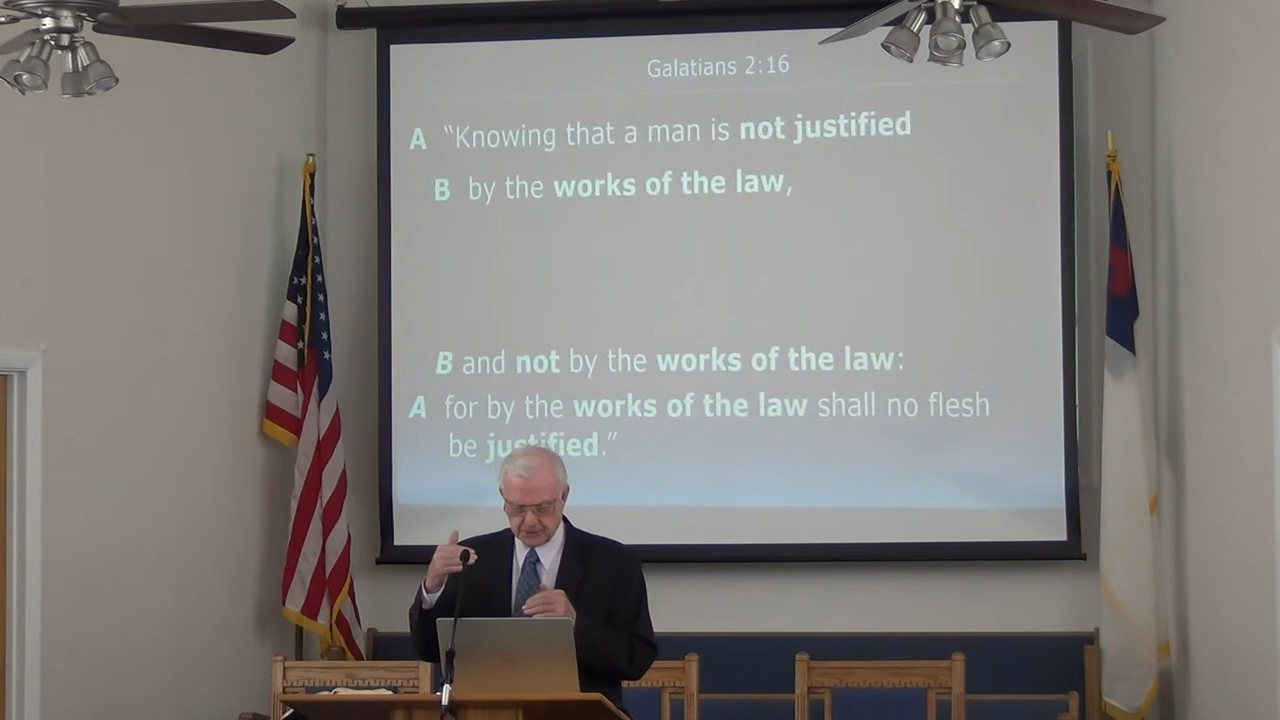 Galatians 2:16
A “Knowing that a man is not justified
B by the works of the law,
B and not by the works of the law:
A for by the works of the law shall no flesh
be justified.”